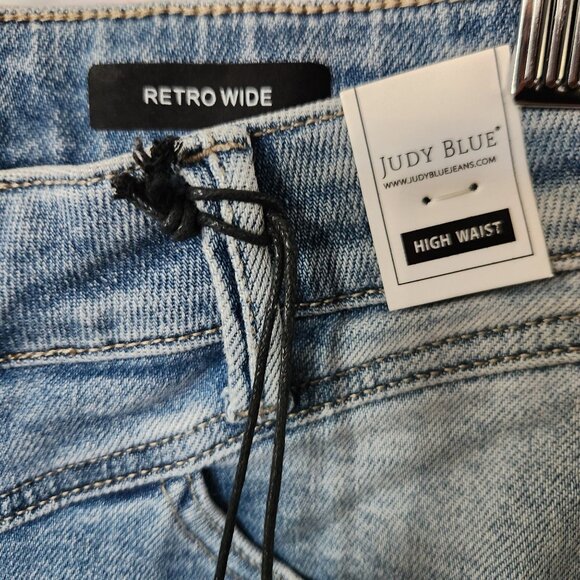 RETRO WIDE
JUDY BLUE®
WWW.JUDYBLUEJEANS.COM
HIGH WAIST